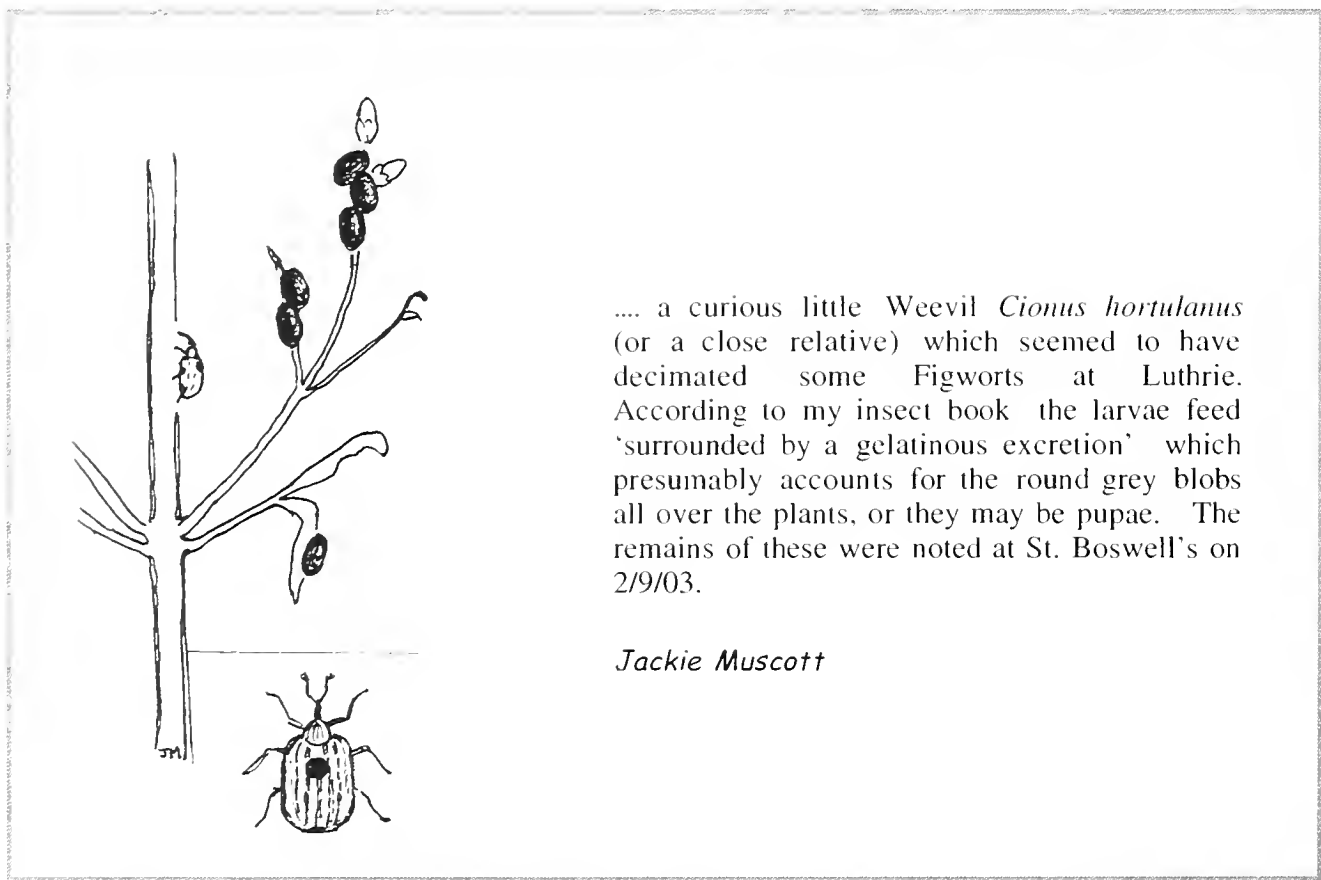 .... a curious little Weevil Cionus hortulanus
(or a close relative) which seemed to have
decimated some Figworts at Luthrie.
According to my insect book the larvae feed
‘surrounded by a gelatinous excretion’ which
presumably accounts for the round grey blobs
all over the plants, or they may be pupae. The
remains of these were noted at St. Boswell's on
2/9/03.
Jackie Muscott
JM